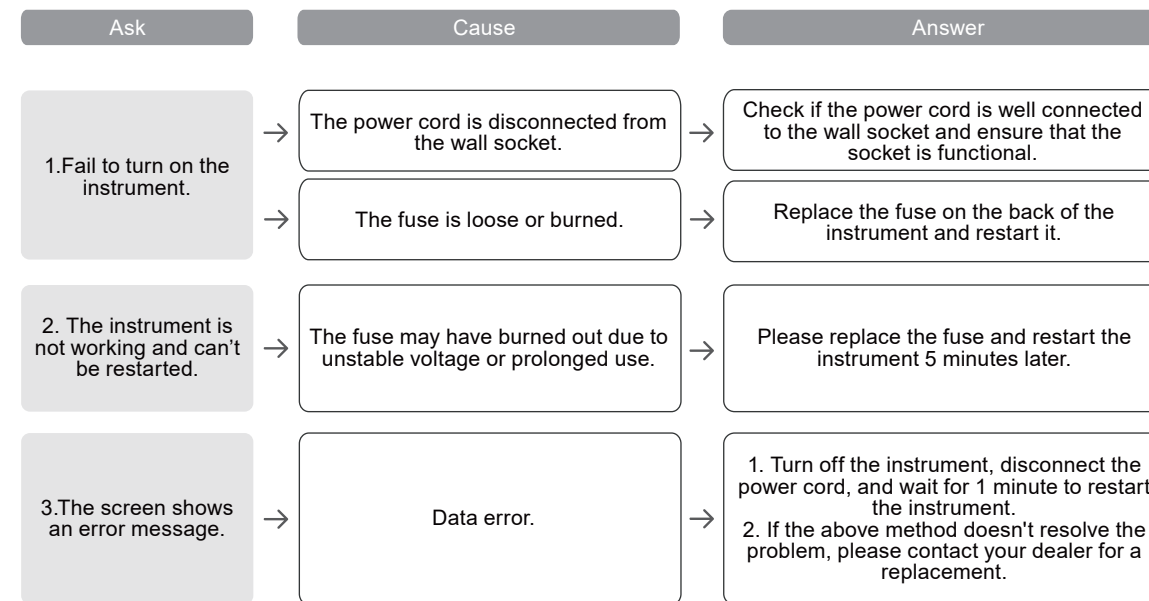 Ask
Cause
Answer
1.Fail to turn on the
instrument.
The power cord is disconnected from
the wall socket.
Check if the power cord is well connected
to the wall socket and ensure that the
socket is functional.
The fuse is loose or burned.
Replace the fuse on the back of the
instrument and restart it.
2. The instrument is
not working and can’t
be restarted.
The fuse may have burned out due to
unstable voltage or prolonged use.
Please replace the fuse and restart the
instrument 5 minutes later.
3.The screen shows
an error message.
Data error.
1. Turn off the instrument, disconnect the
power cord, and wait for 1 minute to restart
the instrument.
2. If the above method doesn't resolve the
problem, please contact your dealer for a
replacement.